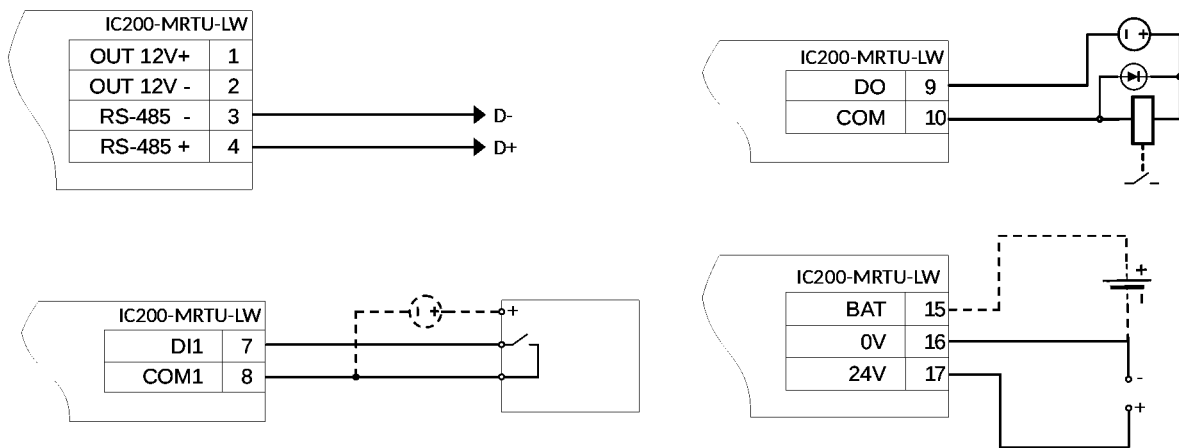 IC200-MRTU-LW
OUT 12V+ 1
OUT 12V - 2
RS-485 - 3 D-
RS-485 + 4 D+
IC200-MRTU-LW
DO 9
COM 10
- +
IC200-MRTU-LW
DI1 7
COM1 8
- + +
IC200-MRTU-LW
BAT 15
0V 16
24V 17
+
-
-
+